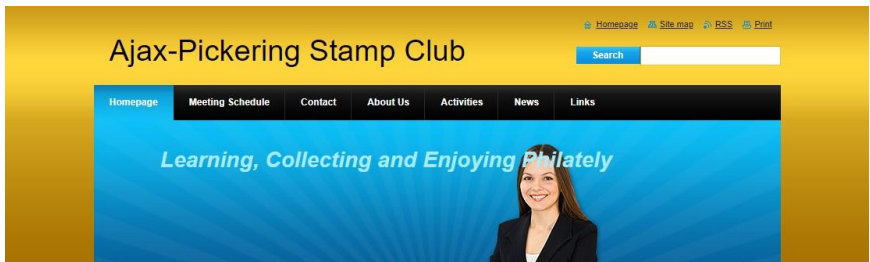 Homepage Site map RSS Print
Ajax-Pickering Stamp Club
Search
Homepage Meeting Schedule Contact About Us Activities News Links
Learning, Collecting and Enjoying Philately